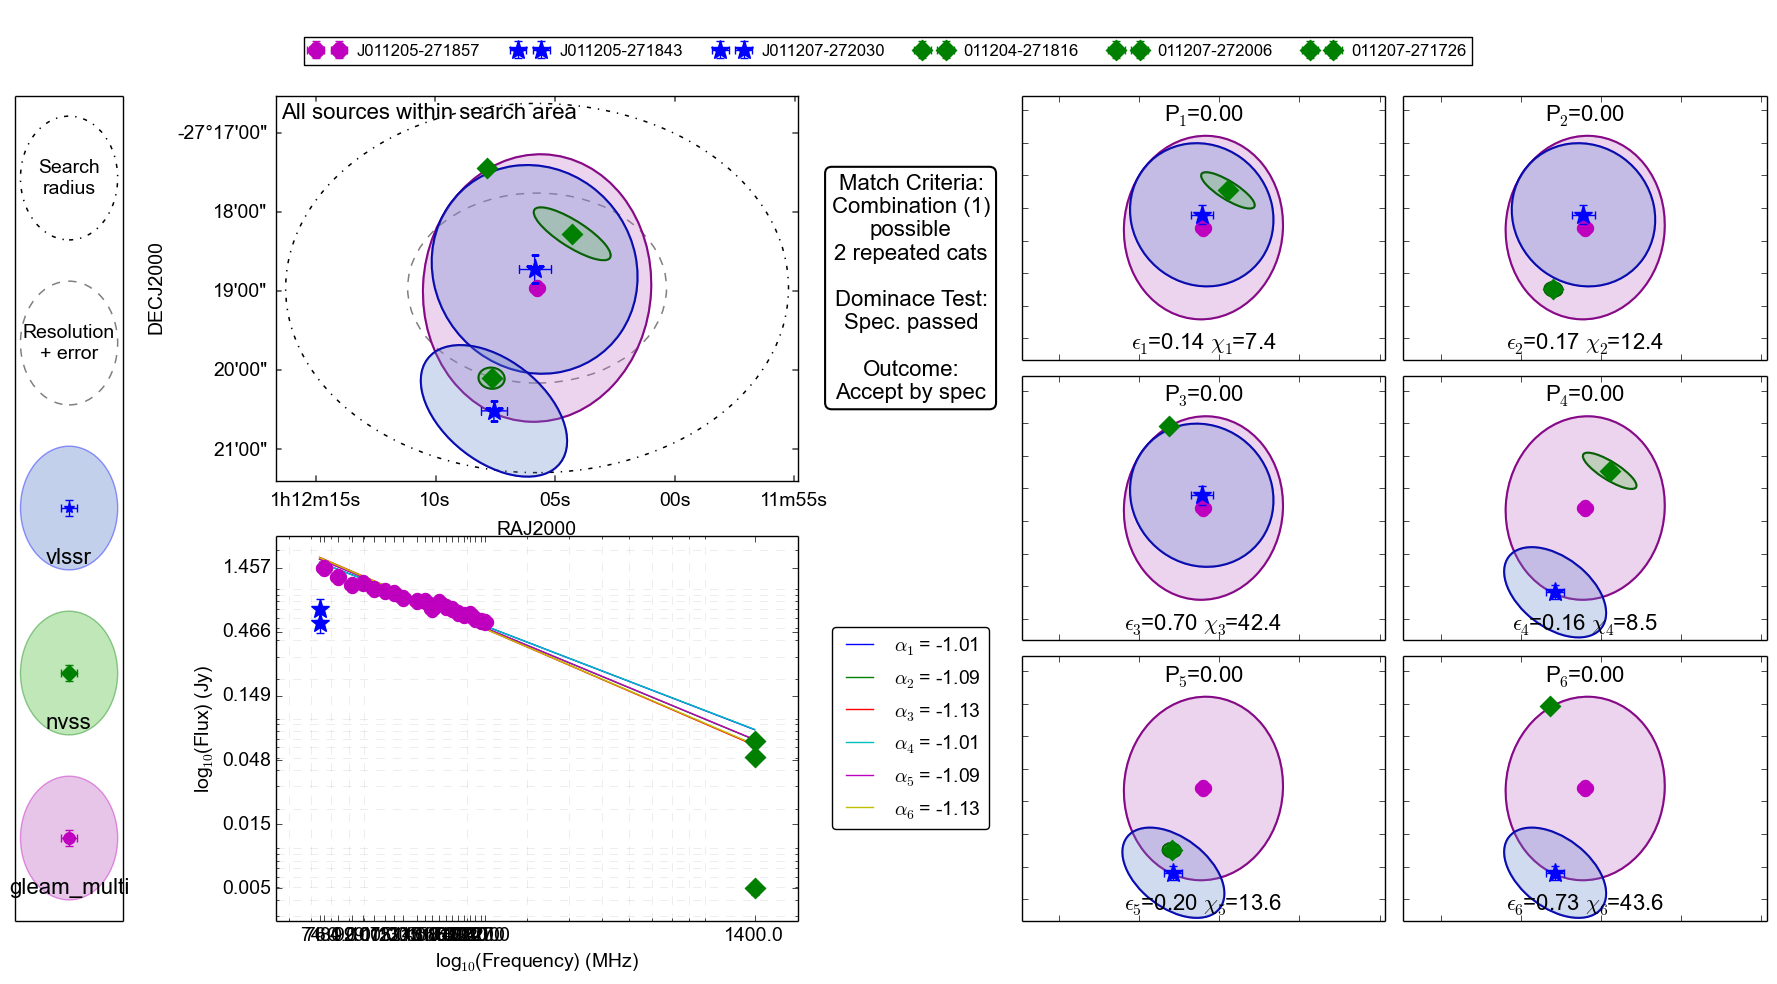 J011205-271857 J011205-271843 J011207-272030 011204-271816 011207-272006 011207-271726
Search
radius
Resolution
+ error
vlssr
nvss
gleam_multi
All sources within search area
DECJ2000
-27°17'00"
18'00"
19'00"
20'00"
21'00"
1h12m15s 10s 05s 00s 11m55s
RAJ2000
log10(Flux) (Jy)
1.457
0.466
0.149
0.048
0.015
0.005
1400.0
log10(Frequency) (MHz)
Match Criteria:
Combination (1)
possible
2 repeated cats
Dominace Test:
Spec. passed
Outcome:
Accept by spec
α1 = -1.01
α2 = -1.09
α3 = -1.13
α4 = -1.01
α5 = -1.09
α6 = -1.13
P1=0.00
ϵ1=0.14 χ1=7.4
P2=0.00
ϵ2=0.17 χ2=12.4
P3=0.00
ϵ3=0.70 χ3=42.4
P4=0.00
ϵ4=0.16 χ4=8.5
P5=0.00
ϵ5=0.20 χ5=13.6
P6=0.00
ϵ6=0.73 χ6=43.6